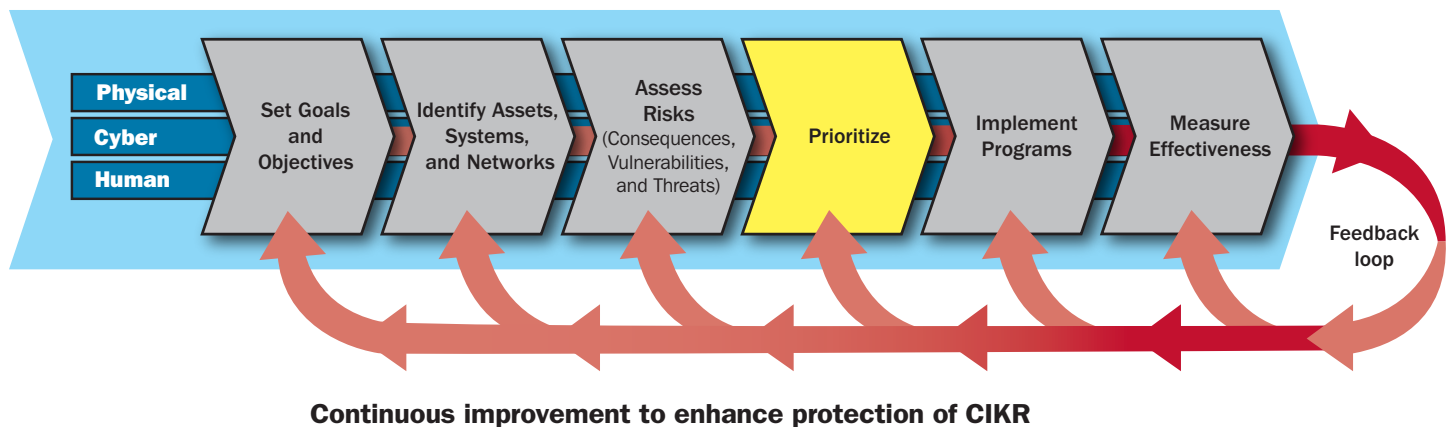 Physical
Cyber
Human
Set Goals
and
Objectives
Identify Assets,
Systems,
and Networks
Assess
Risks
(Consequences,
Vulnerabilities,
and Threats)
Prioritize
Implement
Programs
Measure
Effectiveness
Feedback
loop
Continuous improvement to enhance protection of CIKR